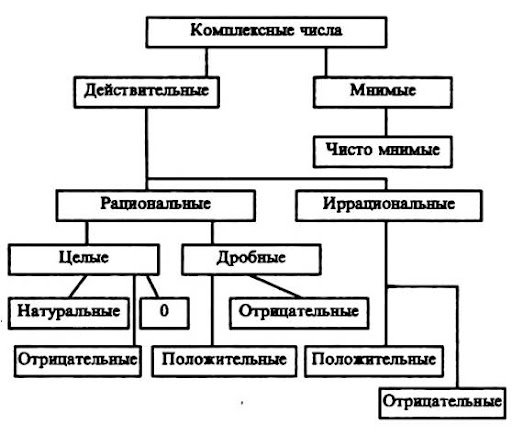 Комплексные числа
Действительные
Мнимые
Чисто мнимые
Рациональные
Иррациональные
Целые
Дробные
Натуральные
0
Отрицательные
Отрицательные
Положительные
Положительные
Отрицательные